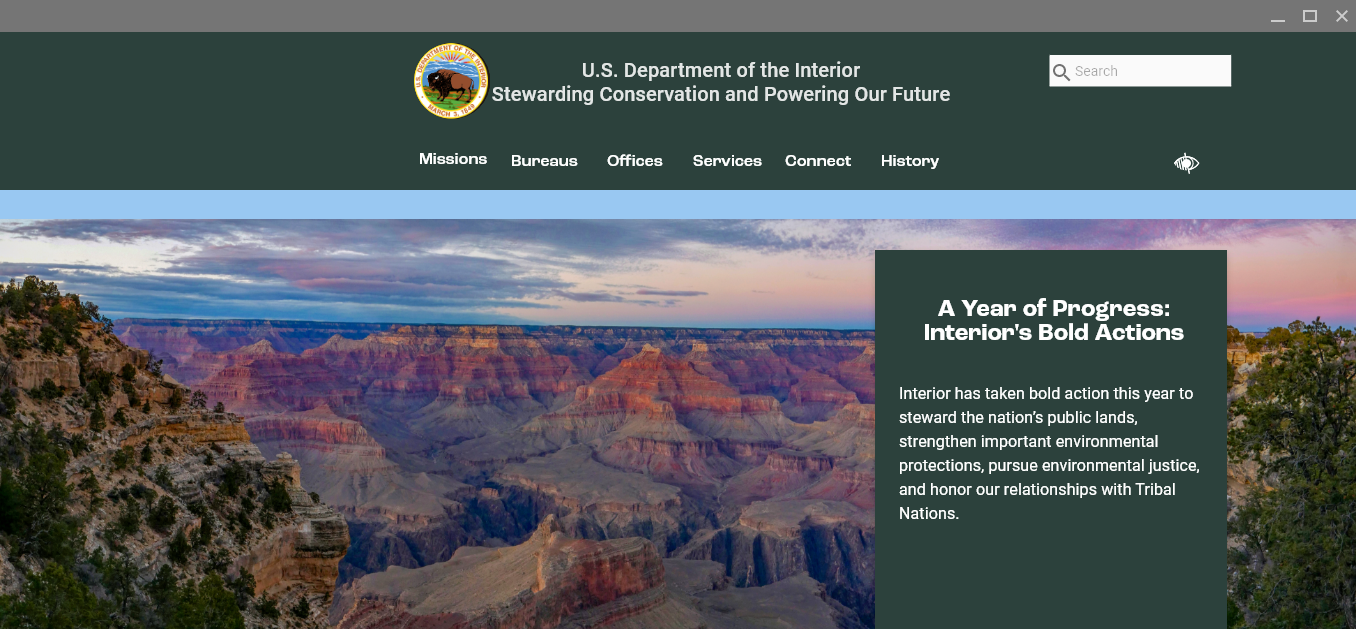 U.S. DEPARTMENT OF THE INTERIOR
MARCH 3, 1849
U.S. Department of the Interior
Stewarding Conservation and Powering Our Future
Search
Missions Bureaus Offices Services Connect History
A Year of Progress:
Interior's Bold Actions
Interior has taken bold action this year to
steward the nation’s public lands,
strengthen important environmental
protections, pursue environmental justice,
and honor our relationships with Tribal
Nations.